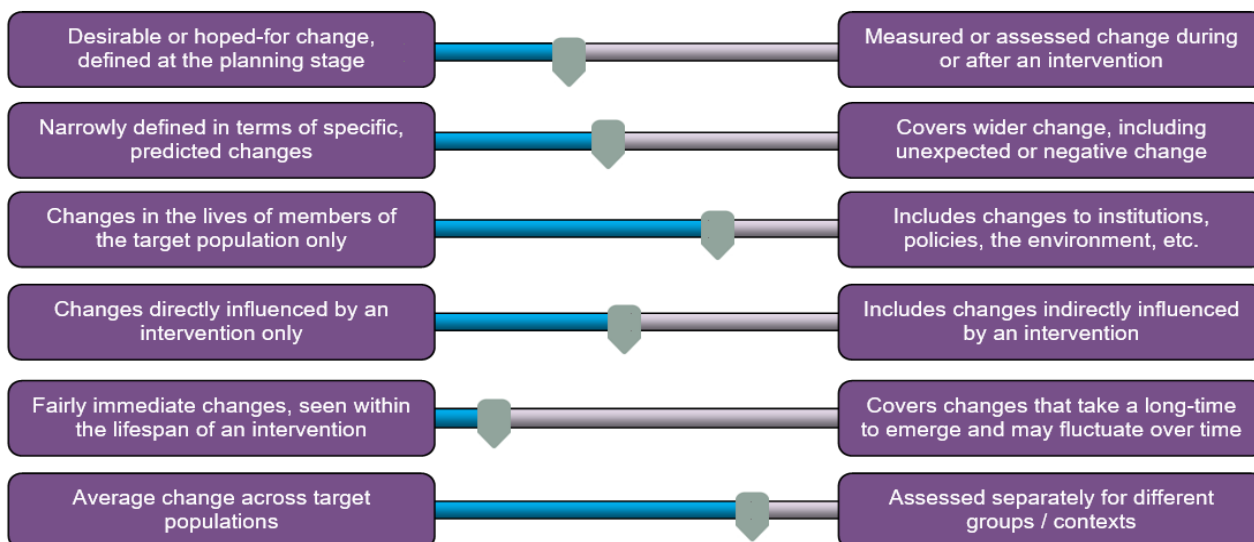 Desirable or hoped-for change,
defined at the planning stage
Measured or assessed change during
or after an intervention
Narrowly defined in terms of specific,
predicted changes
Covers wider change, including
unexpected or negative change
Changes in the lives of members of
the target population only
Includes changes to institutions,
policies, the environment, etc.
Changes directly influenced by an
intervention only
Includes changes indirectly influenced
by an intervention
Fairly immediate changes, seen within
the lifespan of an intervention
Covers changes that take a long-time
to emerge and may fluctuate over time
Average change across target
populations
Assessed separately for different
groups / contexts